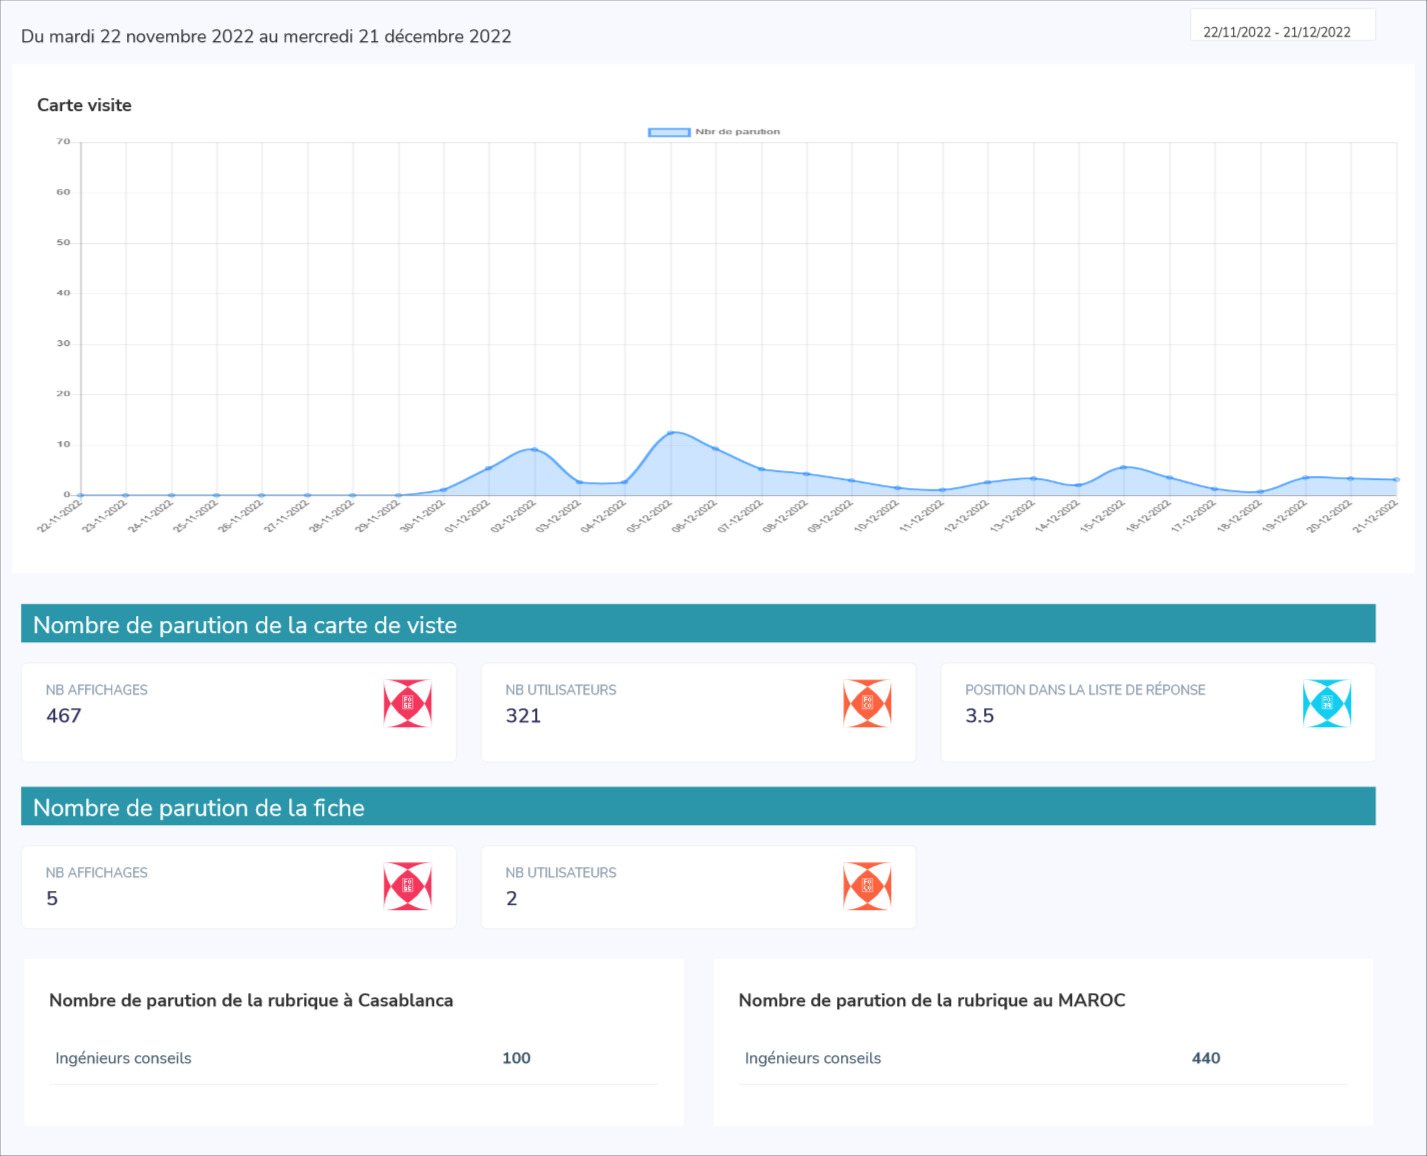 Du mardi 22 novembre 2022 au mercredi 21 décembre 2022
22/11/2022 - 21/12/2022
Carte visite
Nbr de parution
70
60
50
40
30
20
10
0
22-11-2022
23-11-2022
24-11-2022
25-11-2022
26-11-2022
27-11-2022
28-11-2022
29-11-2022
30-11-2022
01-12-2022
02-12-2022
03-12-2022
04-12-2022
05-12-2022
06-12-2022
07-12-2022
08-12-2022
09-12-2022
10-12-2022
11-12-2022
12-12-2022
13-12-2022
14-12-2022
15-12-2022
16-12-2022
17-12-2022
18-12-2022
19-12-2022
20-12-2022
21-12-2022
Nombre de parution de la carte de viste
NB AFFICHAGES
467
NB UTILISATEURS
321
POSITION DANS LA LISTE DE RÉPONSE
3.5
Nombre de parution de la fiche
NB AFFICHAGES
5
NB UTILISATEURS
2
Nombre de parution de la rubrique à Casablanca
Ingénieurs conseils 100
Nombre de parution de la rubrique au MAROC
Ingénieurs conseils 440